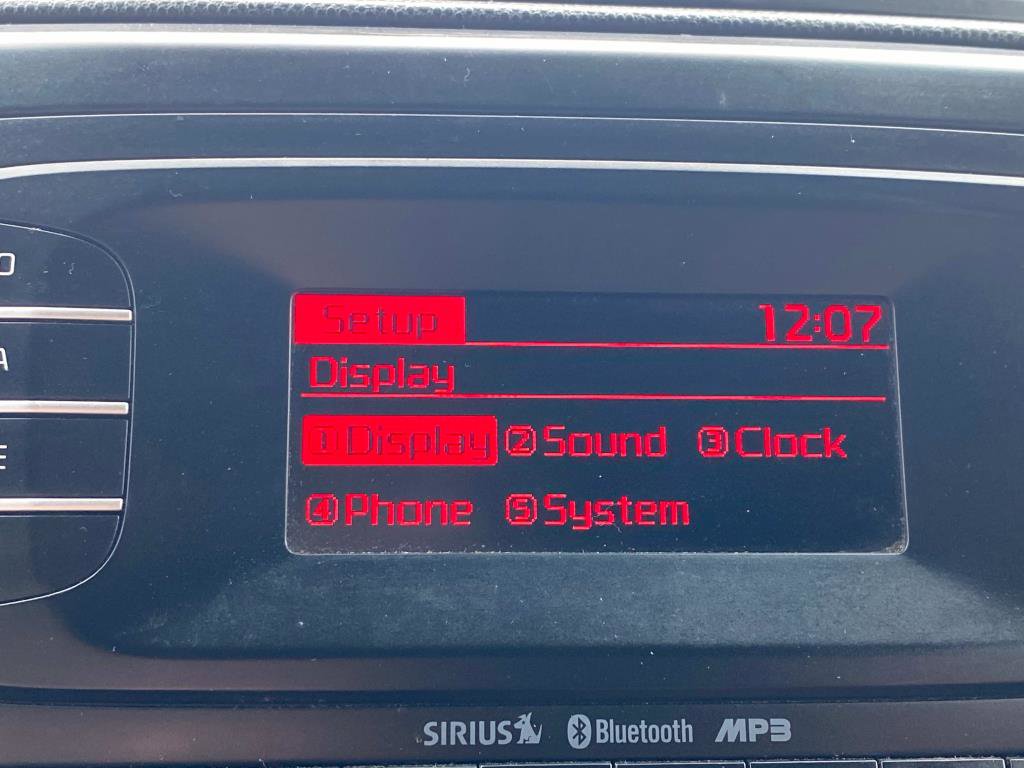 Setup 12:07
Display
①Display ②Sound ③Clock
④Phone ⑤System
SIRIUS Bluetooth MP3